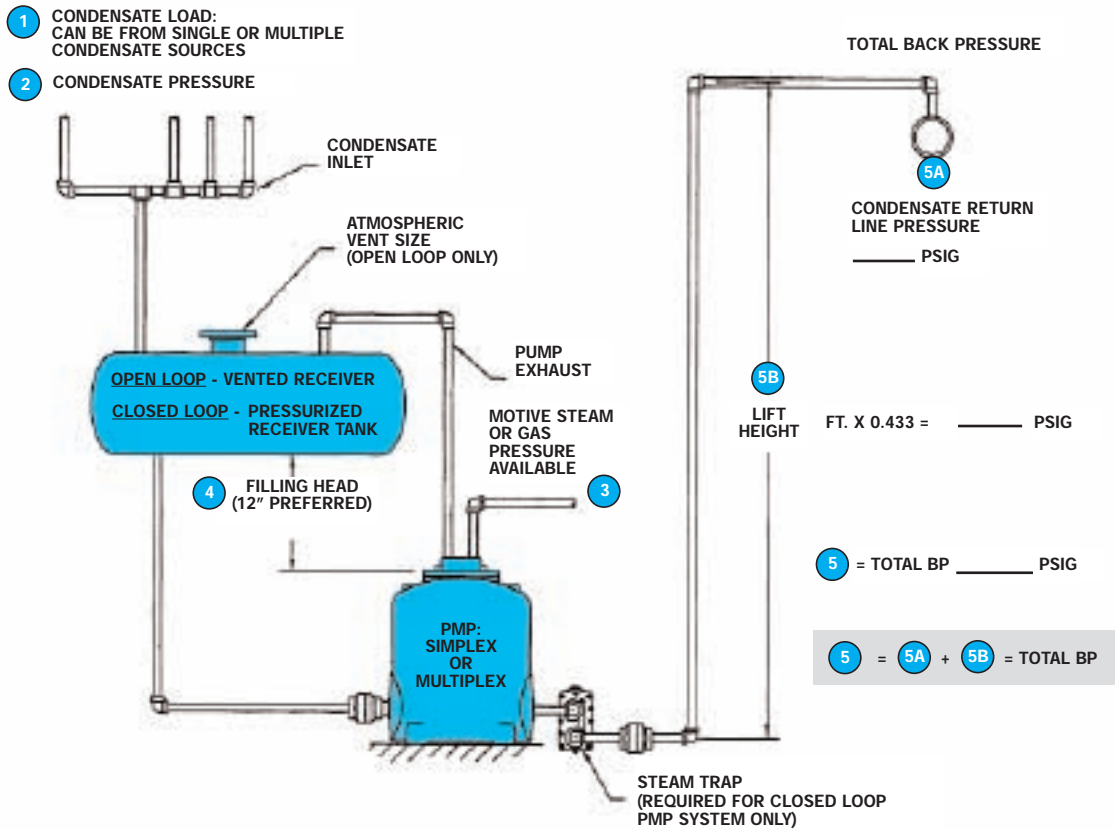 1 CONDENSATE LOAD:
CAN BE FROM SINGLE OR MULTIPLE
CONDENSATE SOURCES
2 CONDENSATE PRESSURE
CONDENSATE
INLET
ATMOSPHERIC
VENT SIZE
(OPEN LOOP ONLY)
OPEN LOOP - VENTED RECEIVER
CLOSED LOOP - PRESSURIZED
RECEIVER TANK
PUMP
EXHAUST
MOTIVE STEAM
OR GAS
PRESSURE
AVAILABLE
3
4 FILLING HEAD
(12" PREFERRED)
PMP:
SIMPLEX
OR
MULTIPLEX
STEAM TRAP
(REQUIRED FOR CLOSED LOOP
PMP SYSTEM ONLY)
TOTAL BACK PRESSURE
5A
CONDENSATE RETURN
LINE PRESSURE
______ PSIG
5B
LIFT
HEIGHT
FT. X 0.433 = ______ PSIG
5 = TOTAL BP ______ PSIG
5 = 5A + 5B = TOTAL BP